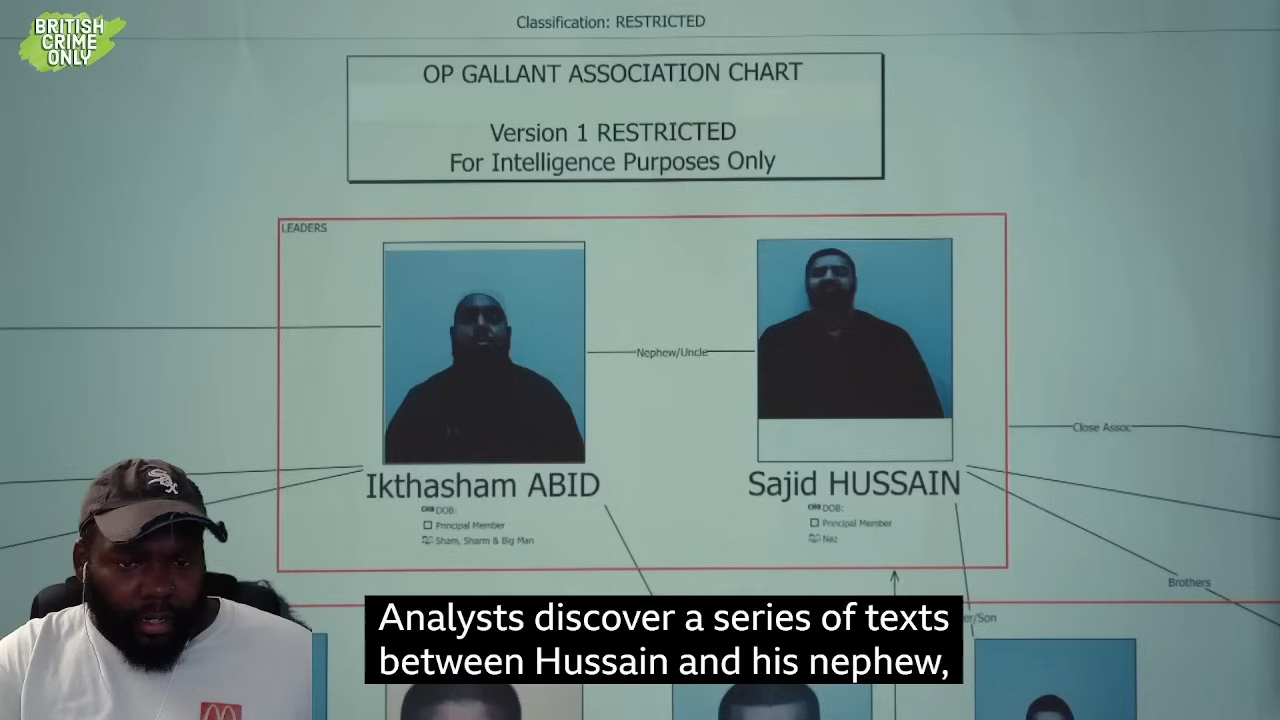 BRITISH
CRIME
ONLY
Classification: RESTRICTED
OP GALLANT ASSOCIATION CHART
Version 1 RESTRICTED
For Intelligence Purposes Only
LEADERS
Nephew/Uncle
Close Assoc
Ikthasham ABID
Sajid HUSSAIN
DOB:
Principal Member
Sham, Sharm & Big Man
DOB:
Principal Member
Naz
Brothers
er/Son
Analysts discover a series of texts
between Hussain and his nephew,